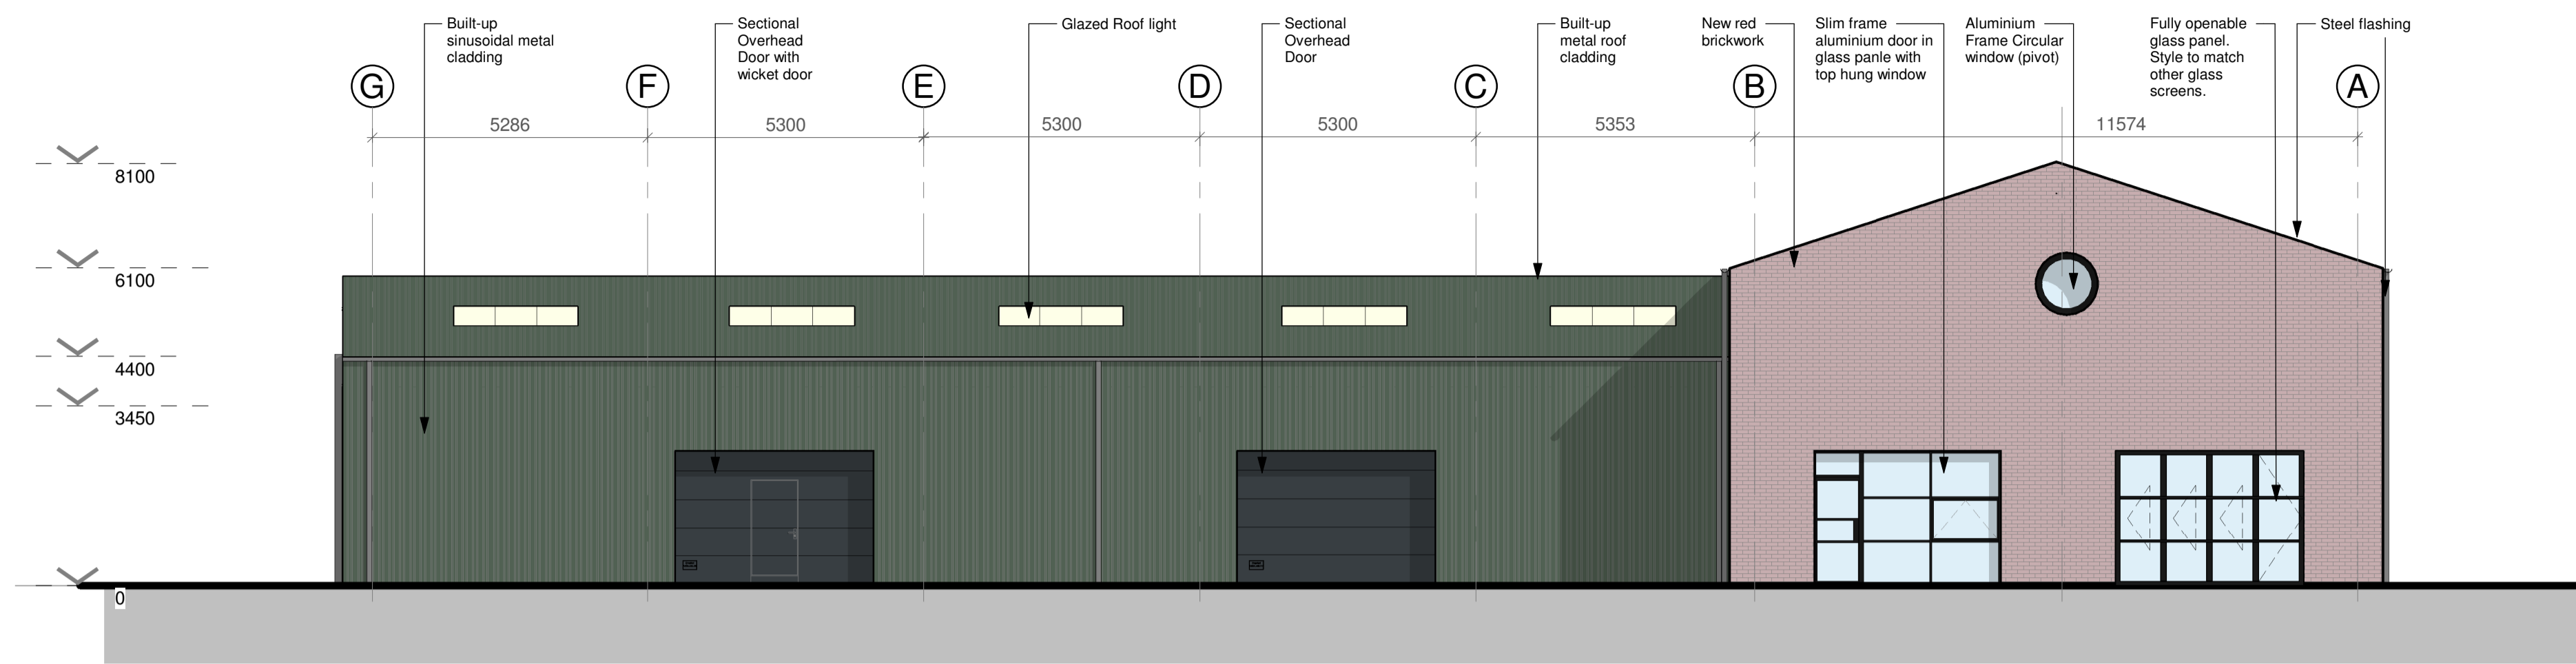 Built-up
sinusoidal metal
cladding
Sectional
Overhead
Door with
wicket door
Glazed Roof light
Sectional
Overhead
Door
Built-up
metal roof
cladding
New red
brickwork
Slim frame
aluminium door in
glass panle with
top hung window
Aluminium
Frame Circular
window (pivot)
Fully openable
glass panel.
Style to match
other glass
screens.
Steel flashing
G
F
E
D
C
B
A
5286
5300
5300
5300
5353
11574
8100
6100
4400
3450
0